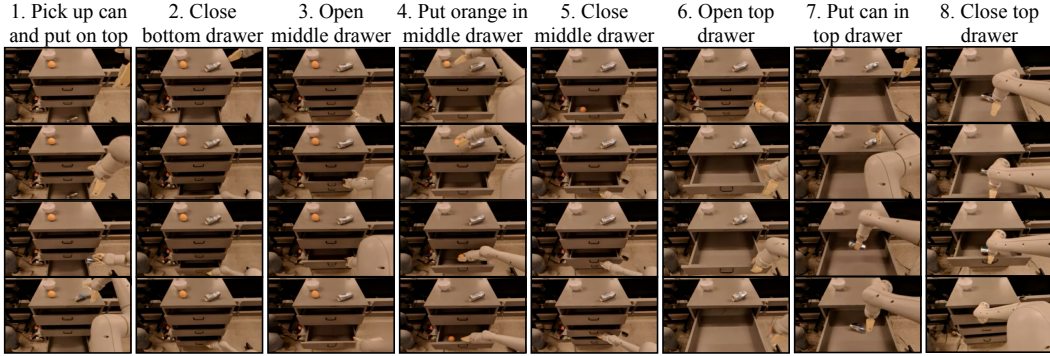 1. Pick up can
and put on top
2. Close
bottom drawer
3. Open
middle drawer
4. Put orange in
middle drawer
5. Close
middle drawer
6. Open top
drawer
7. Put can in
top drawer
8. Close top
drawer